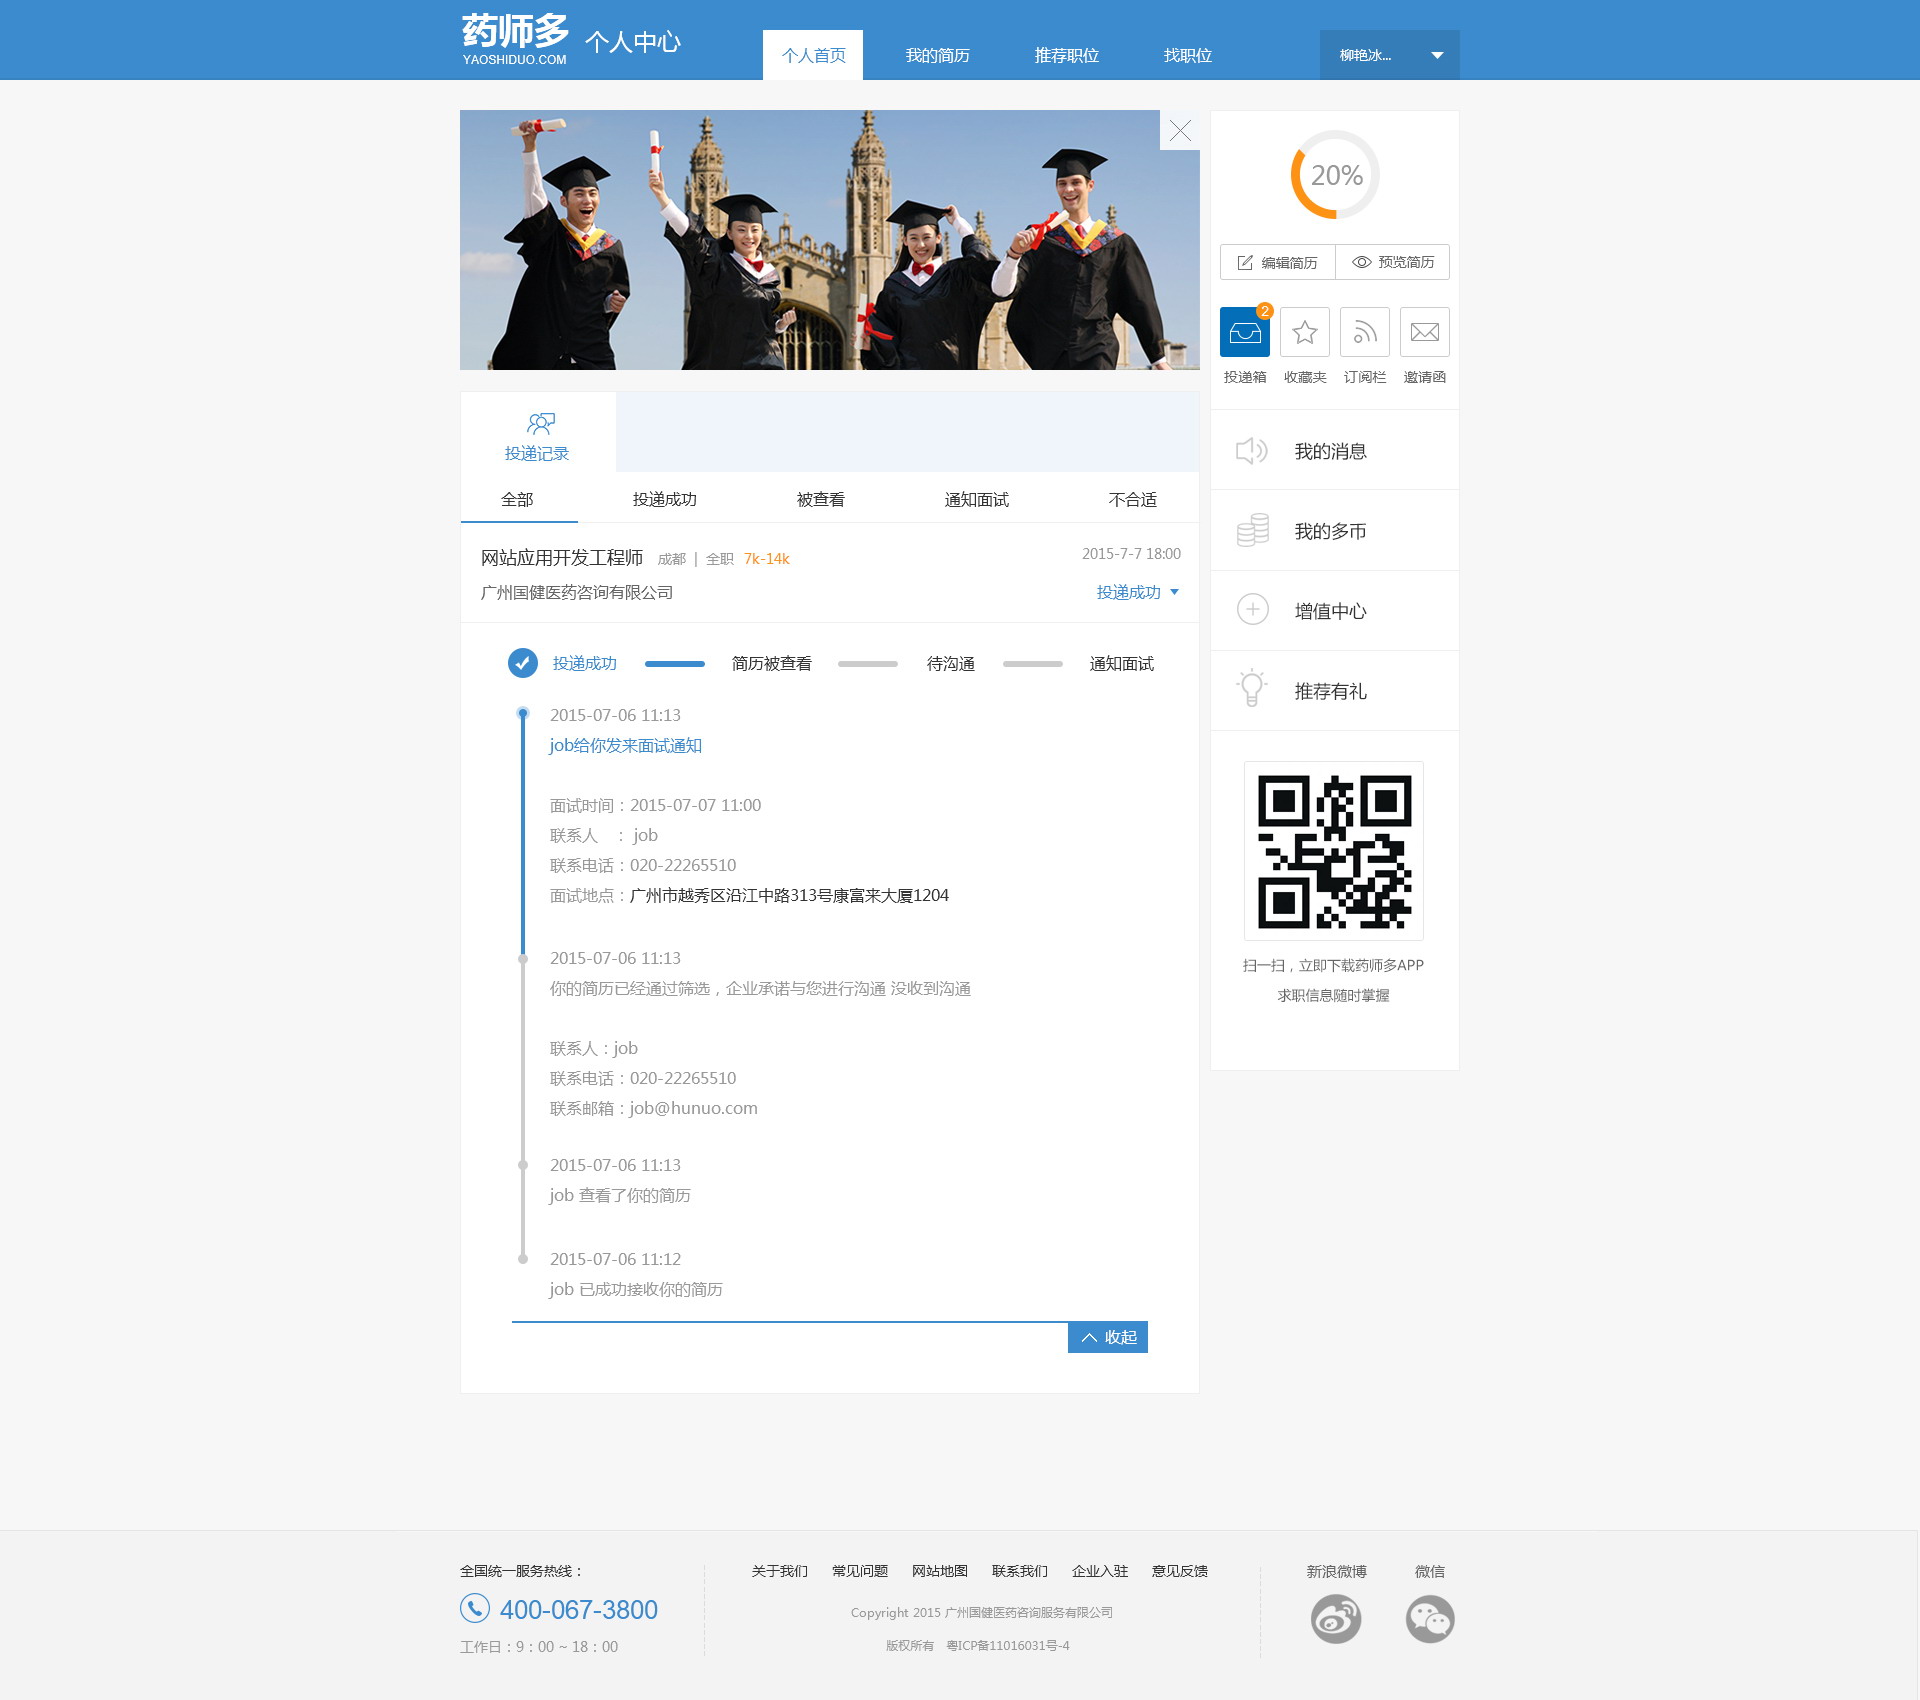 药师多
YAOSHIDUO.COM
个人中心
个人首页
我的简历
推荐职位
找职位
柳艳冰...
20%
编辑简历
预览简历
2
投递箱
收藏夹
订阅栏
邀请函
我的消息
我的多币
增值中心
推荐有礼
扫一扫，立即下载药师多APP
求职信息随时掌握
投递记录
全部
投递成功
被查看
通知面试
不合适
网站应用开发工程师 成都 | 全职 7k-14k
2015-7-7 18:00
广州国健医药咨询有限公司
投递成功
投递成功
简历被查看
待沟通
通知面试
2015-07-06 11:13
job给你发来面试通知
面试时间：2015-07-07 11:00
联系人 ： job
联系电话：020-22265510
面试地点：广州市越秀区沿江中路313号康富来大厦1204
2015-07-06 11:13
你的简历已经通过筛选，企业承诺与您进行沟通 没收到沟通
联系人：job
联系电话：020-22265510
联系邮箱：job@hunuo.com
2015-07-06 11:13
job 查看了你的简历
2015-07-06 11:12
job 已成功接收你的简历
收起
全国统一服务热线：
400-067-3800
工作日：9：00 ~ 18：00
关于我们 常见问题 网站地图 联系我们 企业入驻 意见反馈
Copyright 2015 广州国健医药咨询服务有限公司
版权所有 粤ICP备11016031号-4
新浪微博
微信